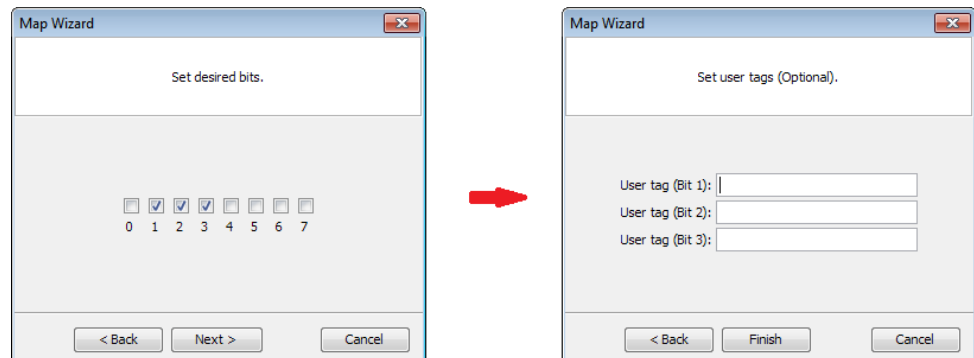 Map Wizard
Set desired bits.
0 1 2 3 4 5 6 7
< Back Next > Cancel
Map Wizard
Set user tags (Optional).
User tag (Bit 1):
User tag (Bit 2):
User tag (Bit 3):
< Back Finish Cancel